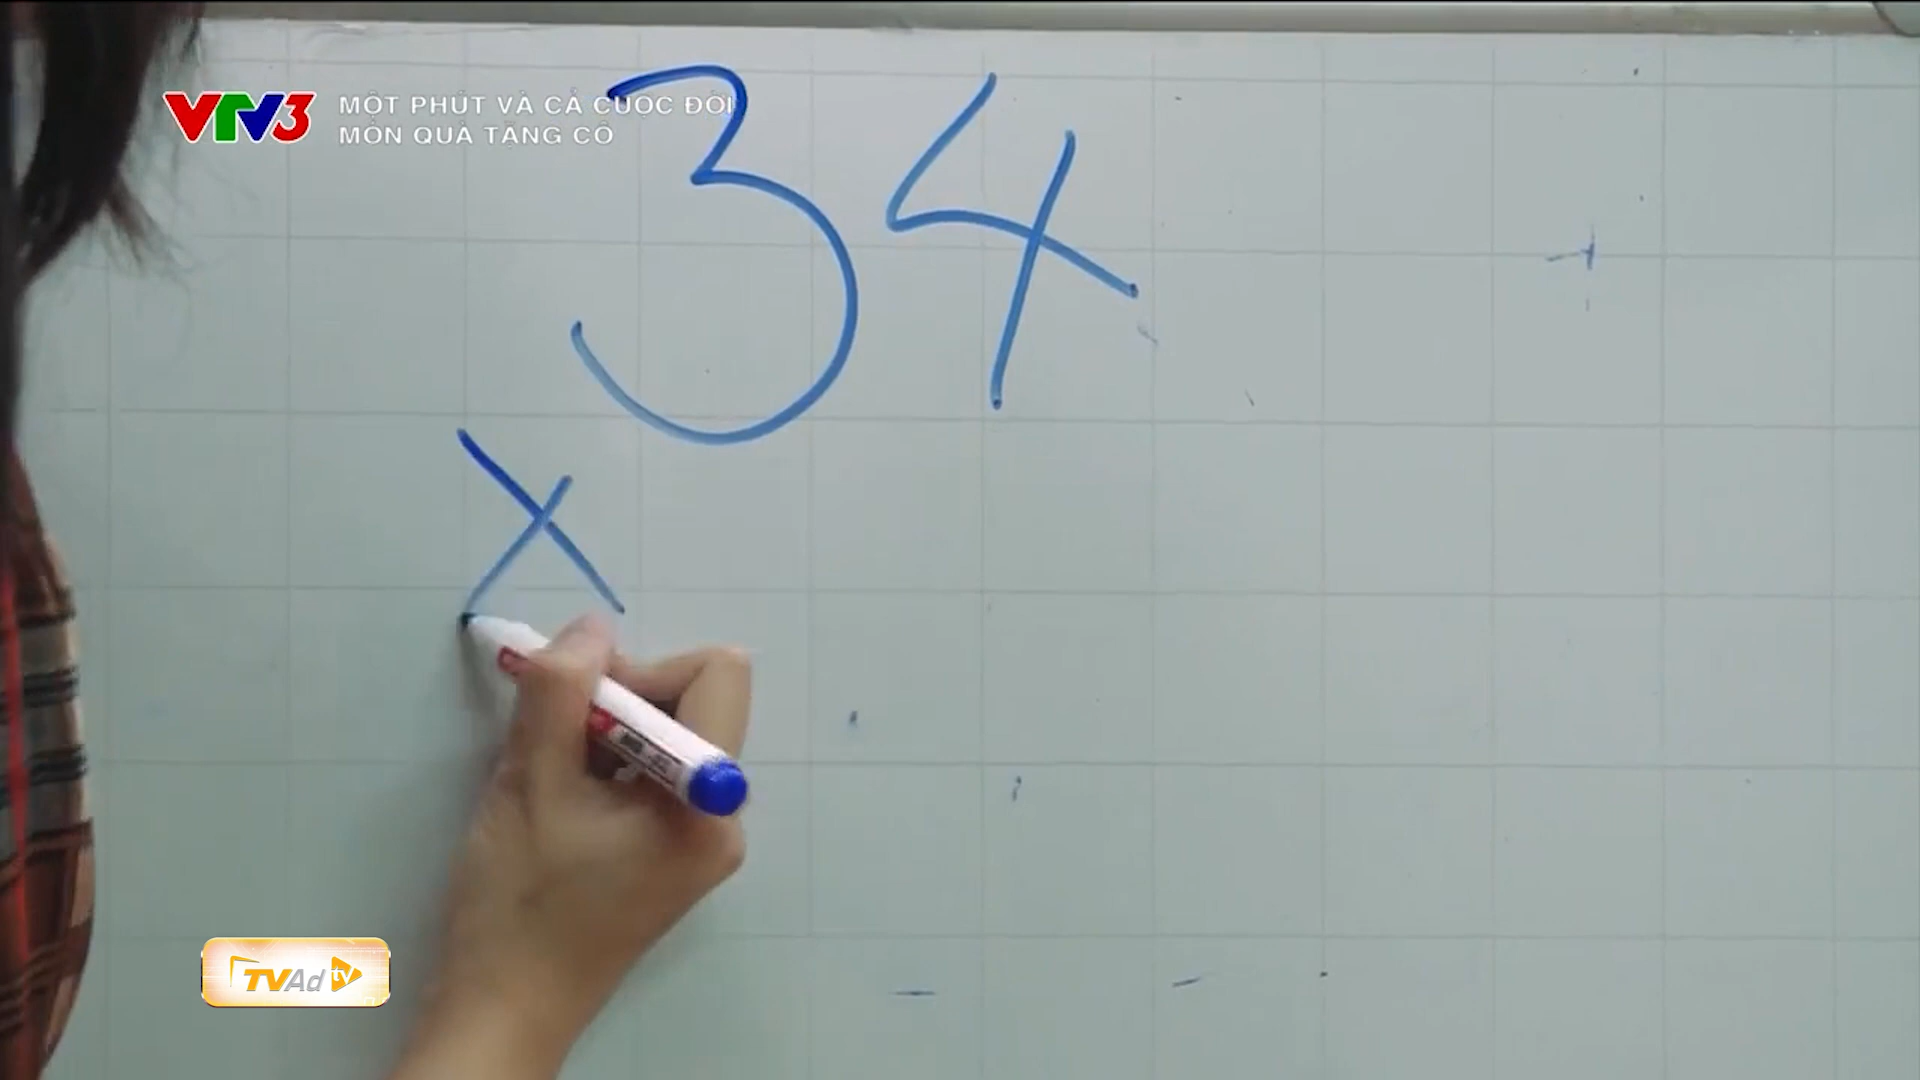 VTV3
MỘT PHÚT VÀ CẢ CUỘC ĐỜI
MÓN QUÀ TẶNG CÔ
34
X
TVAd tv